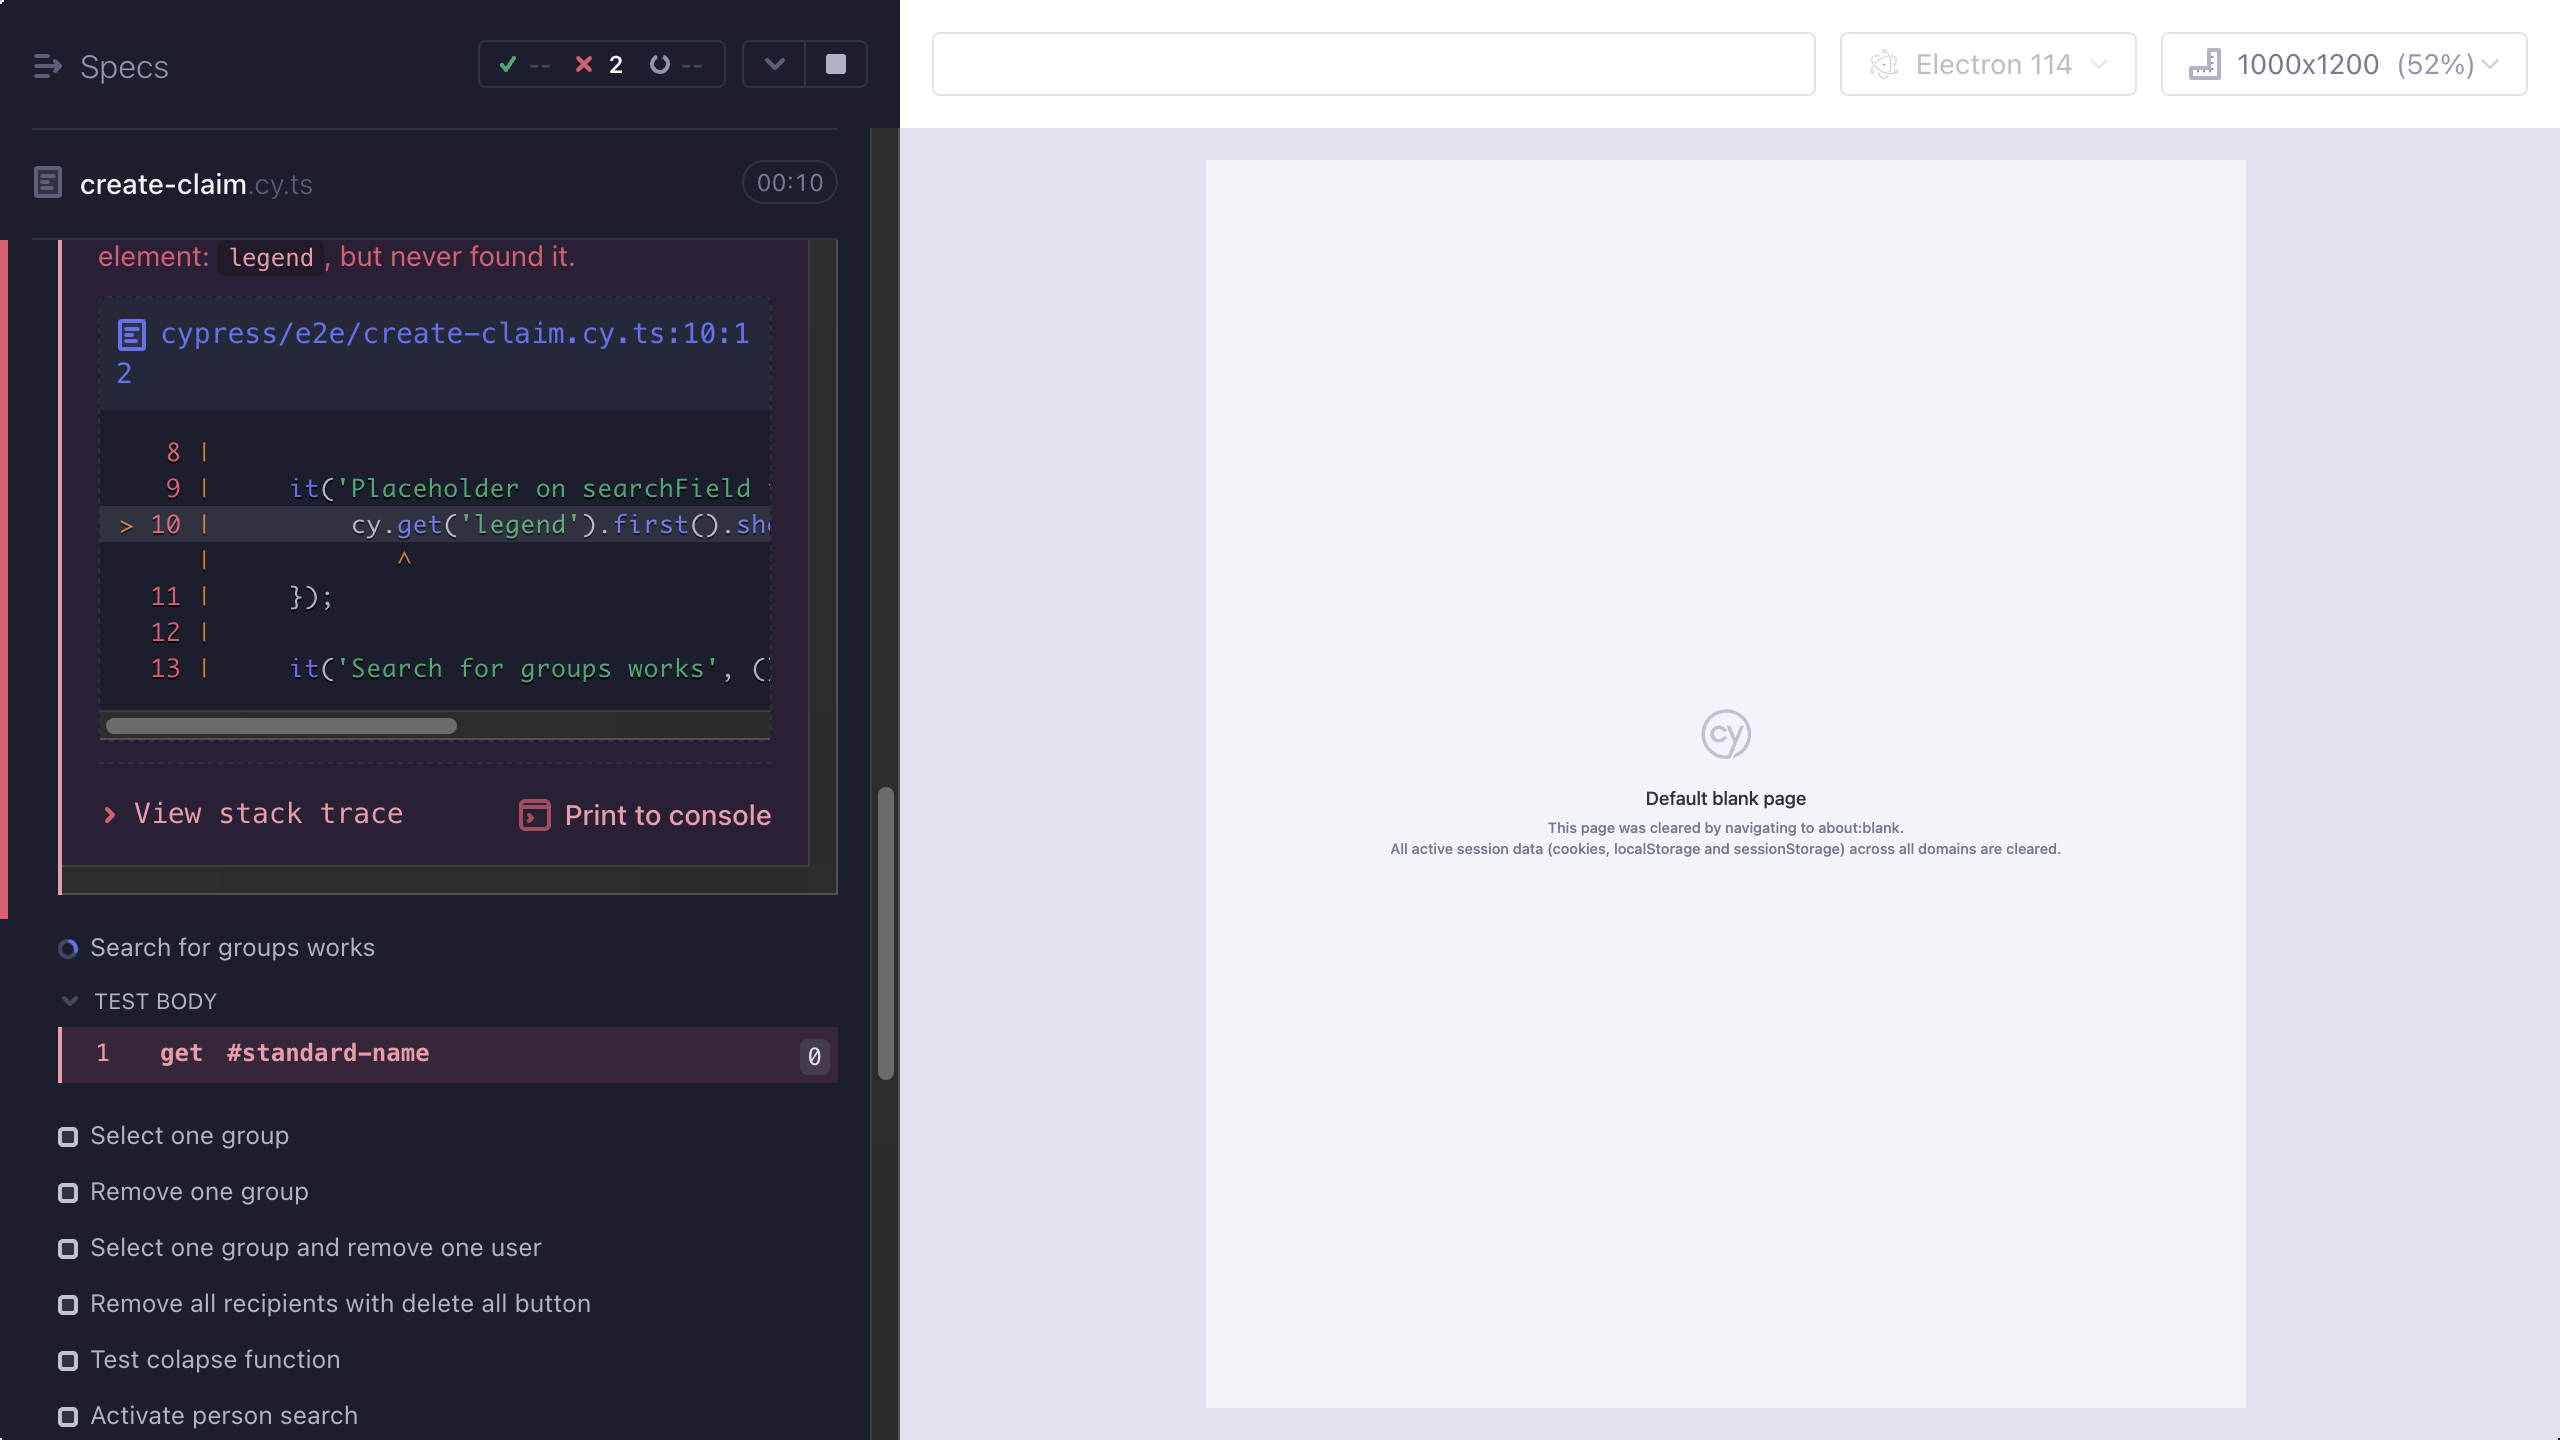 Specs
-- 2 --
create-claim.cy.ts
00:10
element: legend, but never found it.
cypress/e2e/create-claim.cy.ts:10:1
2
8 |
9 | it('Placeholder on searchField
> 10 | cy.get('legend').first().sh
| ^
11 | });
12 |
13 | it('Search for groups works', ()
View stack trace
Print to console
Search for groups works
TEST BODY
1 get #standard-name 0
Select one group
Remove one group
Select one group and remove one user
Remove all recipients with delete all button
Test colapse function
Activate person search
Electron 114
1000x1200 (52%)
cy
Default blank page
This page was cleared by navigating to about:blank.
All active session data (cookies, localStorage and sessionStorage) across all domains are cleared.